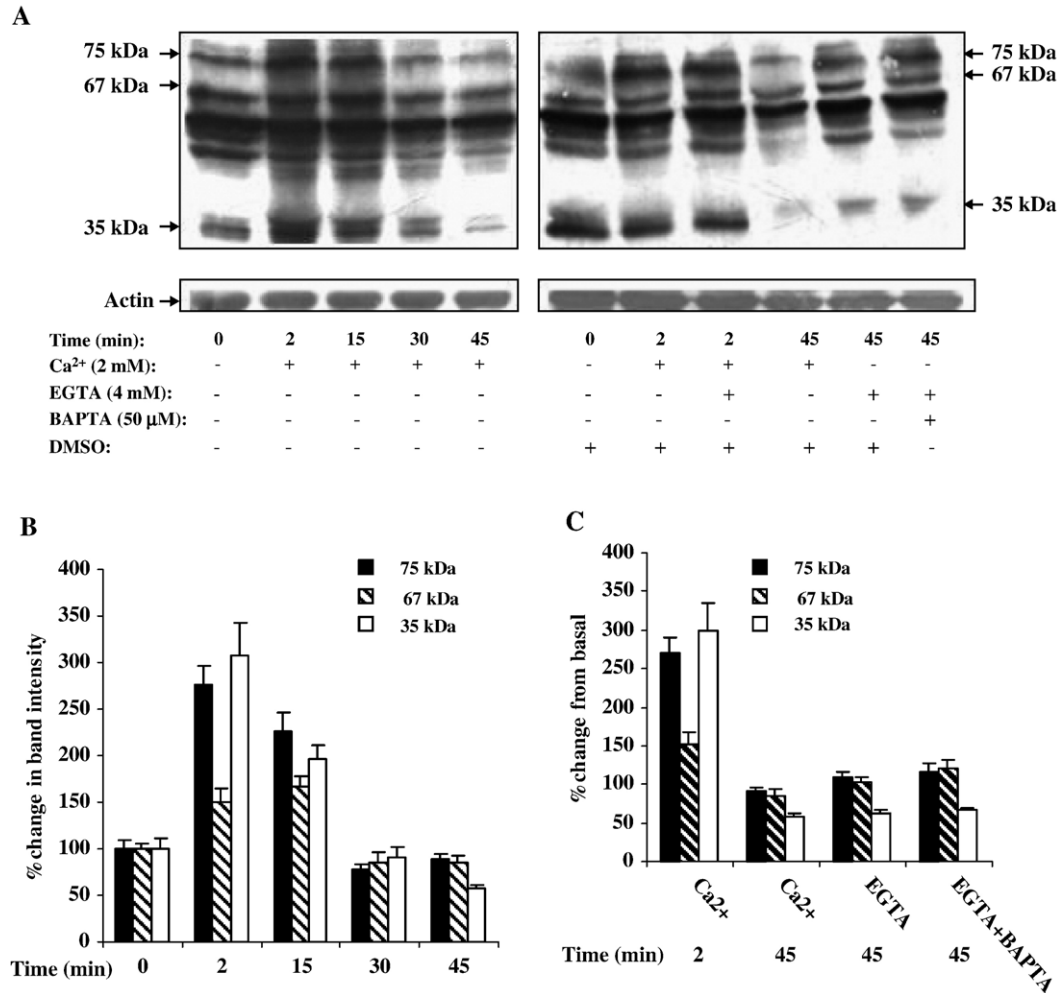 A
75 kDa
67 kDa
35 kDa
75 kDa
67 kDa
35 kDa
Actin
Time (min): 0 2 15 30 45 0 2 2 45 45 45
Ca²⁺ (2 mM): - + + + + - + + + - -
EGTA (4 mM): - - - - - - - + - + +
BAPTA (50 µM): - - - - - - - - - - +
DMSO: - - - - - + + + + + -
B
% change in band intensity
400
350
300
250
200
150
100
50
0
75 kDa
67 kDa
35 kDa
Time (min) 0 2 15 30 45
C
% change from basal
400
350
300
250
200
150
100
50
0
75 kDa
67 kDa
35 kDa
Ca2+ Ca2+ EGTA EGTA+BAPTA
Time (min) 2 45 45 45